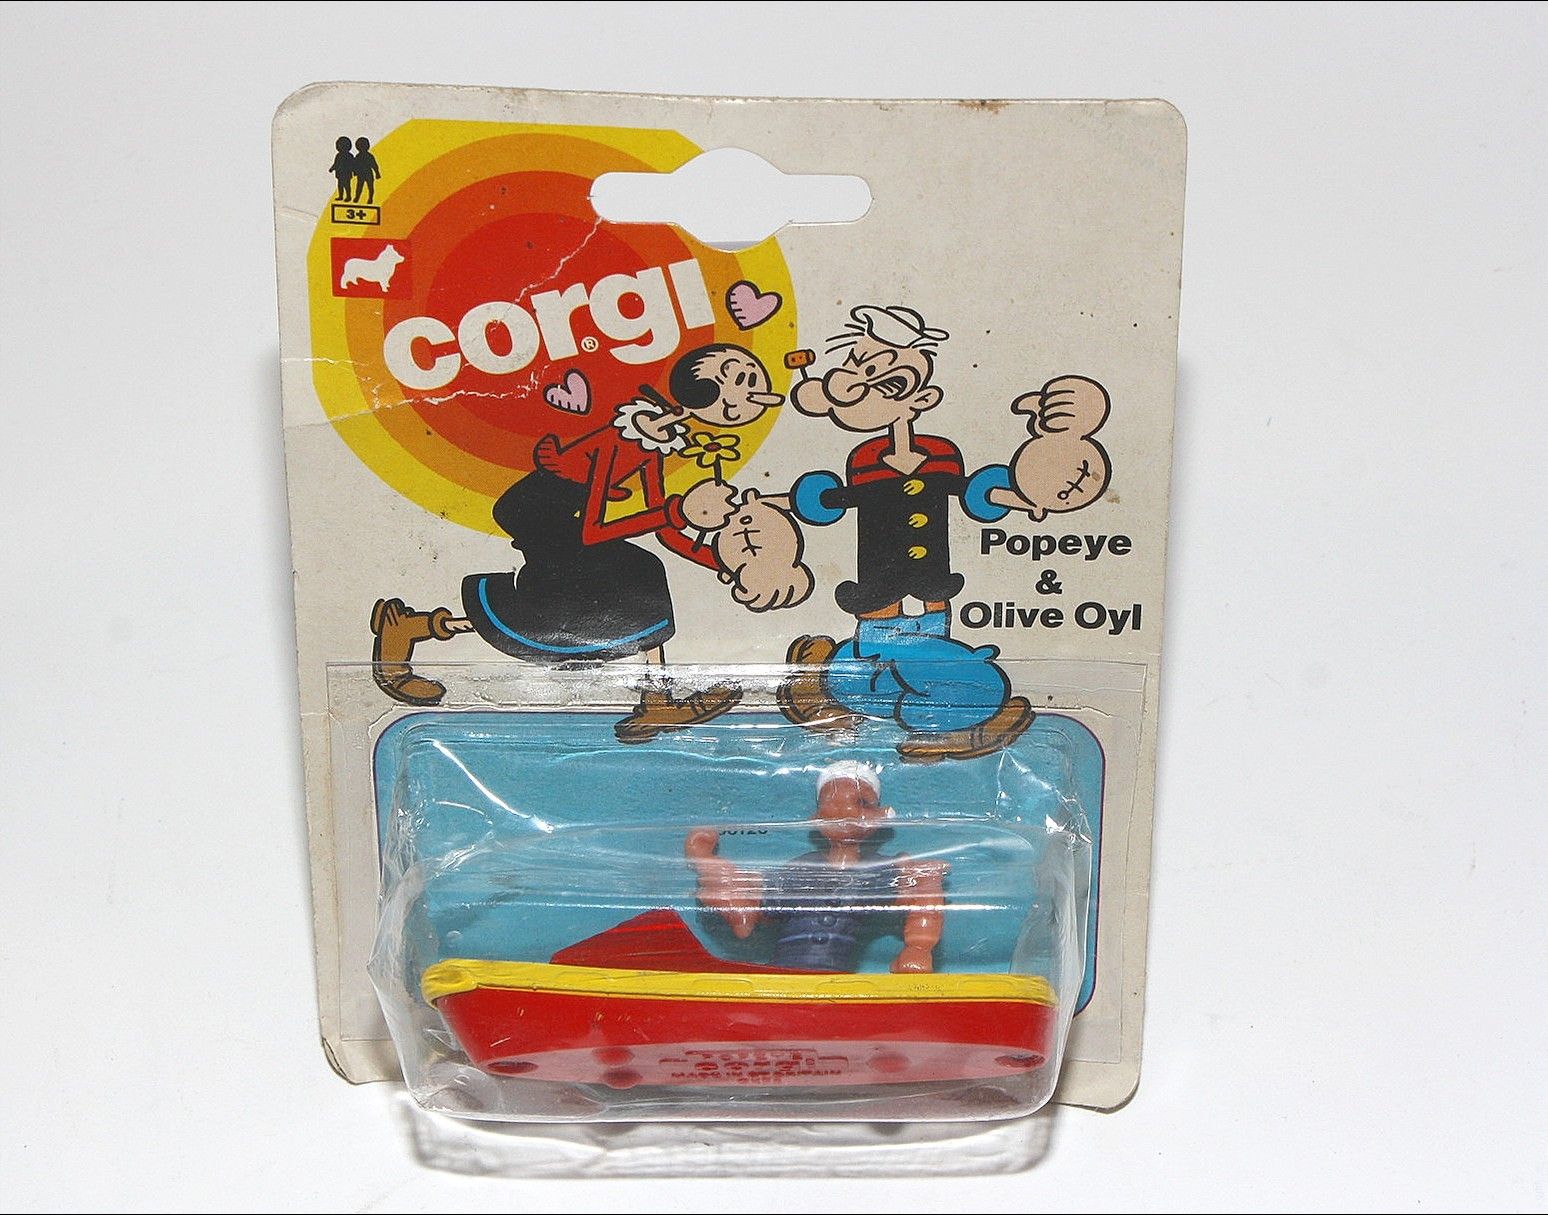 3+
corgi®
Popeye
&
Olive Oyl